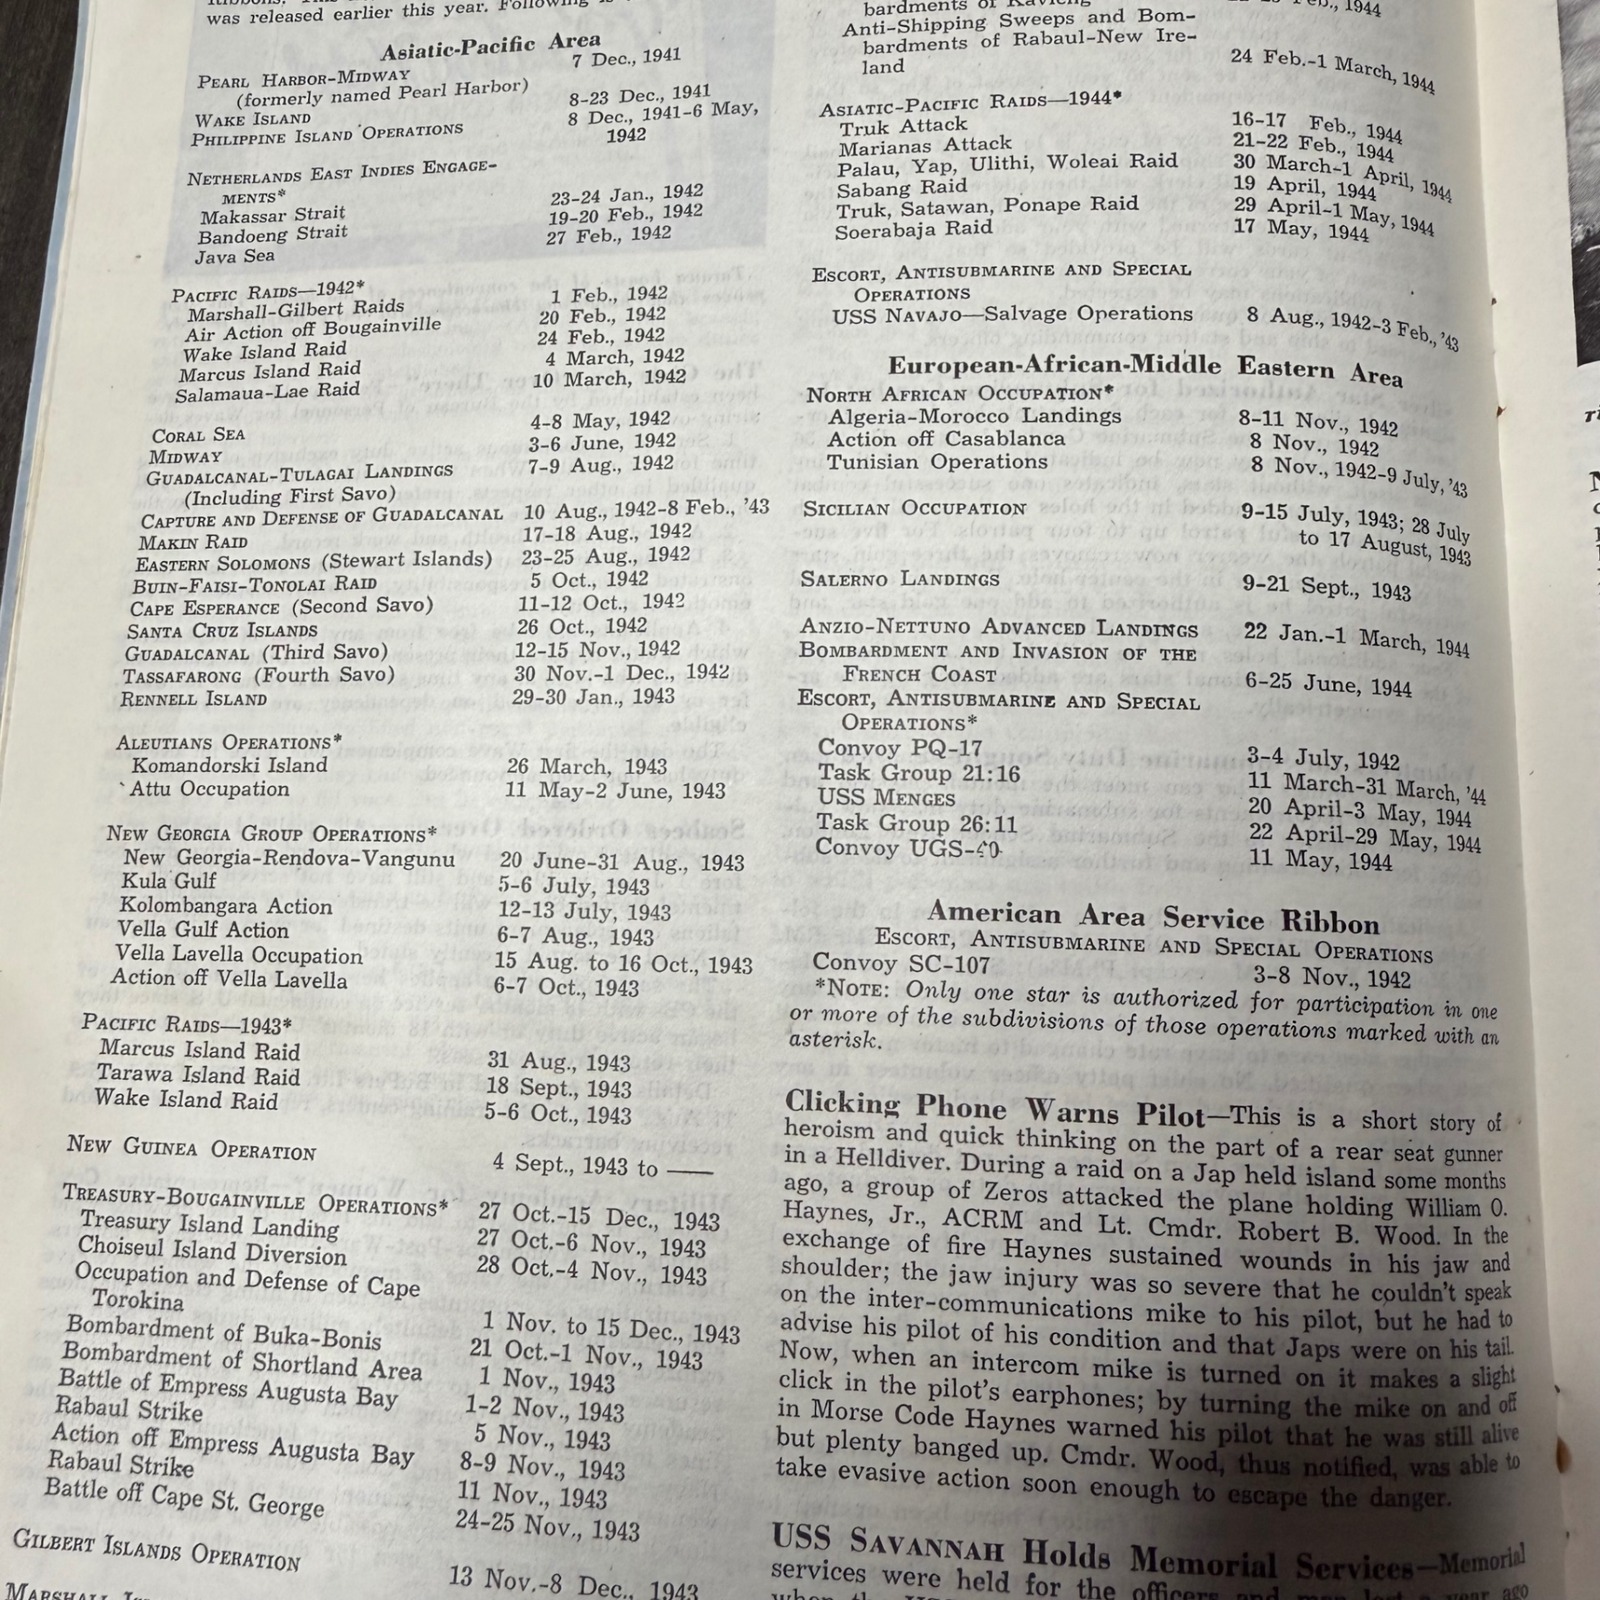 was released earlier this year. Following
Asiatic-Pacific Area
PEARL HARBOR-MIDWAY 7 Dec., 1941
(formerly named Pearl Harbor)
WAKE ISLAND 8-23 Dec., 1941
PHILIPPINE ISLAND OPERATIONS 8 Dec., 1941-6 May,
1942
NETHERLANDS EAST INDIES ENGAGE-
MENTS*
Makassar Strait 23-24 Jan., 1942
Bandoeng Strait 19-20 Feb., 1942
Java Sea 27 Feb., 1942
PACIFIC RAIDS—1942*
Marshall-Gilbert Raids 1 Feb., 1942
Air Action off Bougainville 20 Feb., 1942
Wake Island Raid 24 Feb., 1942
Marcus Island Raid 4 March, 1942
Salamaua-Lae Raid 10 March, 1942
CORAL SEA 4-8 May, 1942
MIDWAY 3-6 June, 1942
GUADALCANAL-TULAGAI LANDINGS 7-9 Aug., 1942
(Including First Savo)
CAPTURE AND DEFENSE OF GUADALCANAL 10 Aug., 1942-8 Feb., '43
MAKIN RAID 17-18 Aug., 1942
EASTERN SOLOMONS (Stewart Islands) 23-25 Aug., 1942
BUIN-FAISI-TONOLAI RAID 5 Oct., 1942
CAPE ESPERANCE (Second Savo) 11-12 Oct., 1942
SANTA CRUZ ISLANDS 26 Oct., 1942
GUADALCANAL (Third Savo) 12-15 Nov., 1942
TASSAFARONG (Fourth Savo) 30 Nov.-1 Dec., 1942
RENNELL ISLAND 29-30 Jan., 1943
ALEUTIANS OPERATIONS*
Komandorski Island 26 March, 1943
Attu Occupation 11 May-2 June, 1943
NEW GEORGIA GROUP OPERATIONS*
New Georgia-Rendova-Vangunu 20 June-31 Aug., 1943
Kula Gulf 5-6 July, 1943
Kolombangara Action 12-13 July, 1943
Vella Gulf Action 6-7 Aug., 1943
Vella Lavella Occupation 15 Aug. to 16 Oct., 1943
Action off Vella Lavella 6-7 Oct., 1943
PACIFIC RAIDS—1943*
Marcus Island Raid 31 Aug., 1943
Tarawa Island Raid 18 Sept., 1943
Wake Island Raid 5-6 Oct., 1943
NEW GUINEA OPERATION 4 Sept., 1943 to ——
TREASURY-BOUGAINVILLE OPERATIONS* 27 Oct.-15 Dec., 1943
Treasury Island Landing 27 Oct.-6 Nov., 1943
Choiseul Island Diversion 28 Oct.-4 Nov., 1943
Occupation and Defense of Cape
Torokina 1 Nov. to 15 Dec., 1943
Bombardment of Buka-Bonis 21 Oct.-1 Nov., 1943
Bombardment of Shortland Area 1 Nov., 1943
Battle of Empress Augusta Bay 1-2 Nov., 1943
Rabaul Strike 5 Nov., 1943
Action off Empress Augusta Bay 8-9 Nov., 1943
Rabaul Strike 11 Nov., 1943
Battle off Cape St. George 24-25 Nov., 1943
GILBERT ISLANDS OPERATION 13 Nov.-8 Dec., 1943
bardments of Kavieng
Anti-Shipping Sweeps and Bom-
bardments of Rabaul-New Ire-
land 24 Feb.-1 March, 1944
ASIATIC-PACIFIC RAIDS—1944*
Truk Attack 16-17 Feb., 1944
Marianas Attack 21-22 Feb., 1944
Palau, Yap, Ulithi, Woleai Raid 30 March-1 April, 1944
Sabang Raid 19 April, 1944
Truk, Satawan, Ponape Raid 29 April-1 May, 1944
Soerabaja Raid 17 May, 1944
ESCORT, ANTISUBMARINE AND SPECIAL
OPERATIONS
USS NAVAJO—Salvage Operations 8 Aug., 1942-3 Feb., '43
European-African-Middle Eastern Area
NORTH AFRICAN OCCUPATION*
Algeria-Morocco Landings 8-11 Nov., 1942
Action off Casablanca 8 Nov., 1942
Tunisian Operations 8 Nov., 1942-9 July, '43
SICILIAN OCCUPATION 9-15 July, 1943; 28 July
to 17 August, 1943
SALERNO LANDINGS 9-21 Sept., 1943
ANZIO-NETTUNO ADVANCED LANDINGS 22 Jan.-1 March, 1944
BOMBARDMENT AND INVASION OF THE
FRENCH COAST 6-25 June, 1944
ESCORT, ANTISUBMARINE AND SPECIAL
OPERATIONS*
Convoy PQ-17 3-4 July, 1942
Task Group 21:16 11 March-31 March, '44
USS MENGES 20 April-3 May, 1944
Task Group 26:11 22 April-29 May, 1944
Convoy UGS-40 11 May, 1944
American Area Service Ribbon
ESCORT, ANTISUBMARINE AND SPECIAL OPERATIONS
Convoy SC-107 3-8 Nov., 1942
*NOTE: Only one star is authorized for participation in one
or more of the subdivisions of those operations marked with an
asterisk.
Clicking Phone Warns Pilot—This is a short story of
heroism and quick thinking on the part of a rear seat gunner
in a Helldiver. During a raid on a Jap held island some months
ago, a group of Zeros attacked the plane holding William O.
Haynes, Jr., ACRM and Lt. Cmdr. Robert B. Wood. In the
exchange of fire Haynes sustained wounds in his jaw and
shoulder; the jaw injury was so severe that he couldn't speak
on the inter-communications mike to his pilot, but he had to
advise his pilot of his condition and that Japs were on his tail.
Now, when an intercom mike is turned on it makes a slight
click in the pilot's earphones; by turning the mike on and off
in Morse Code Haynes warned his pilot that he was still alive
but plenty banged up. Cmdr. Wood, thus notified, was able to
take evasive action soon enough to escape the danger.
USS SAVANNAH Holds Memorial Services—Memorial
services were held for the officers and men lost a year ago